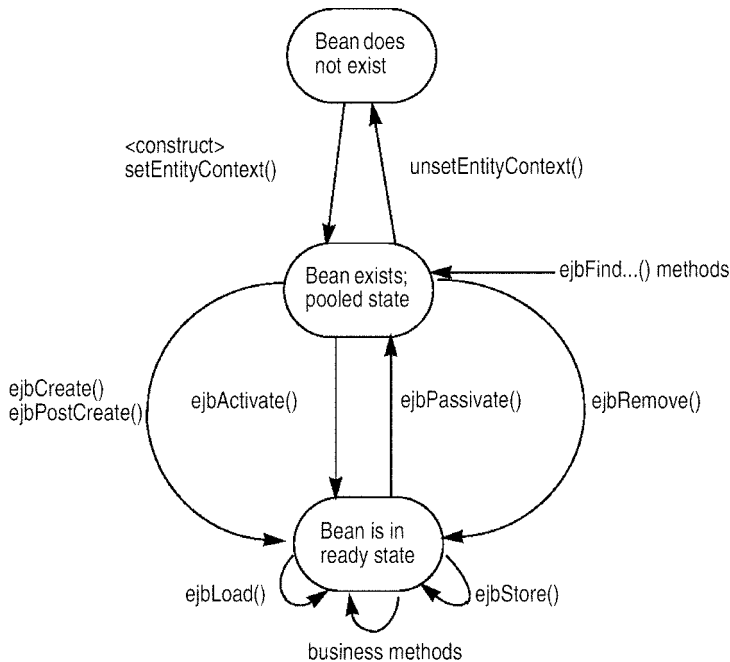 Bean does
not exist
<construct>
setEntityContext()
unsetEntityContext()
Bean exists;
pooled state
ejbFind...() methods
ejbCreate()
ejbPostCreate()
ejbActivate()
ejbPassivate()
ejbRemove()
Bean is in
ready state
ejbLoad()
ejbStore()
business methods